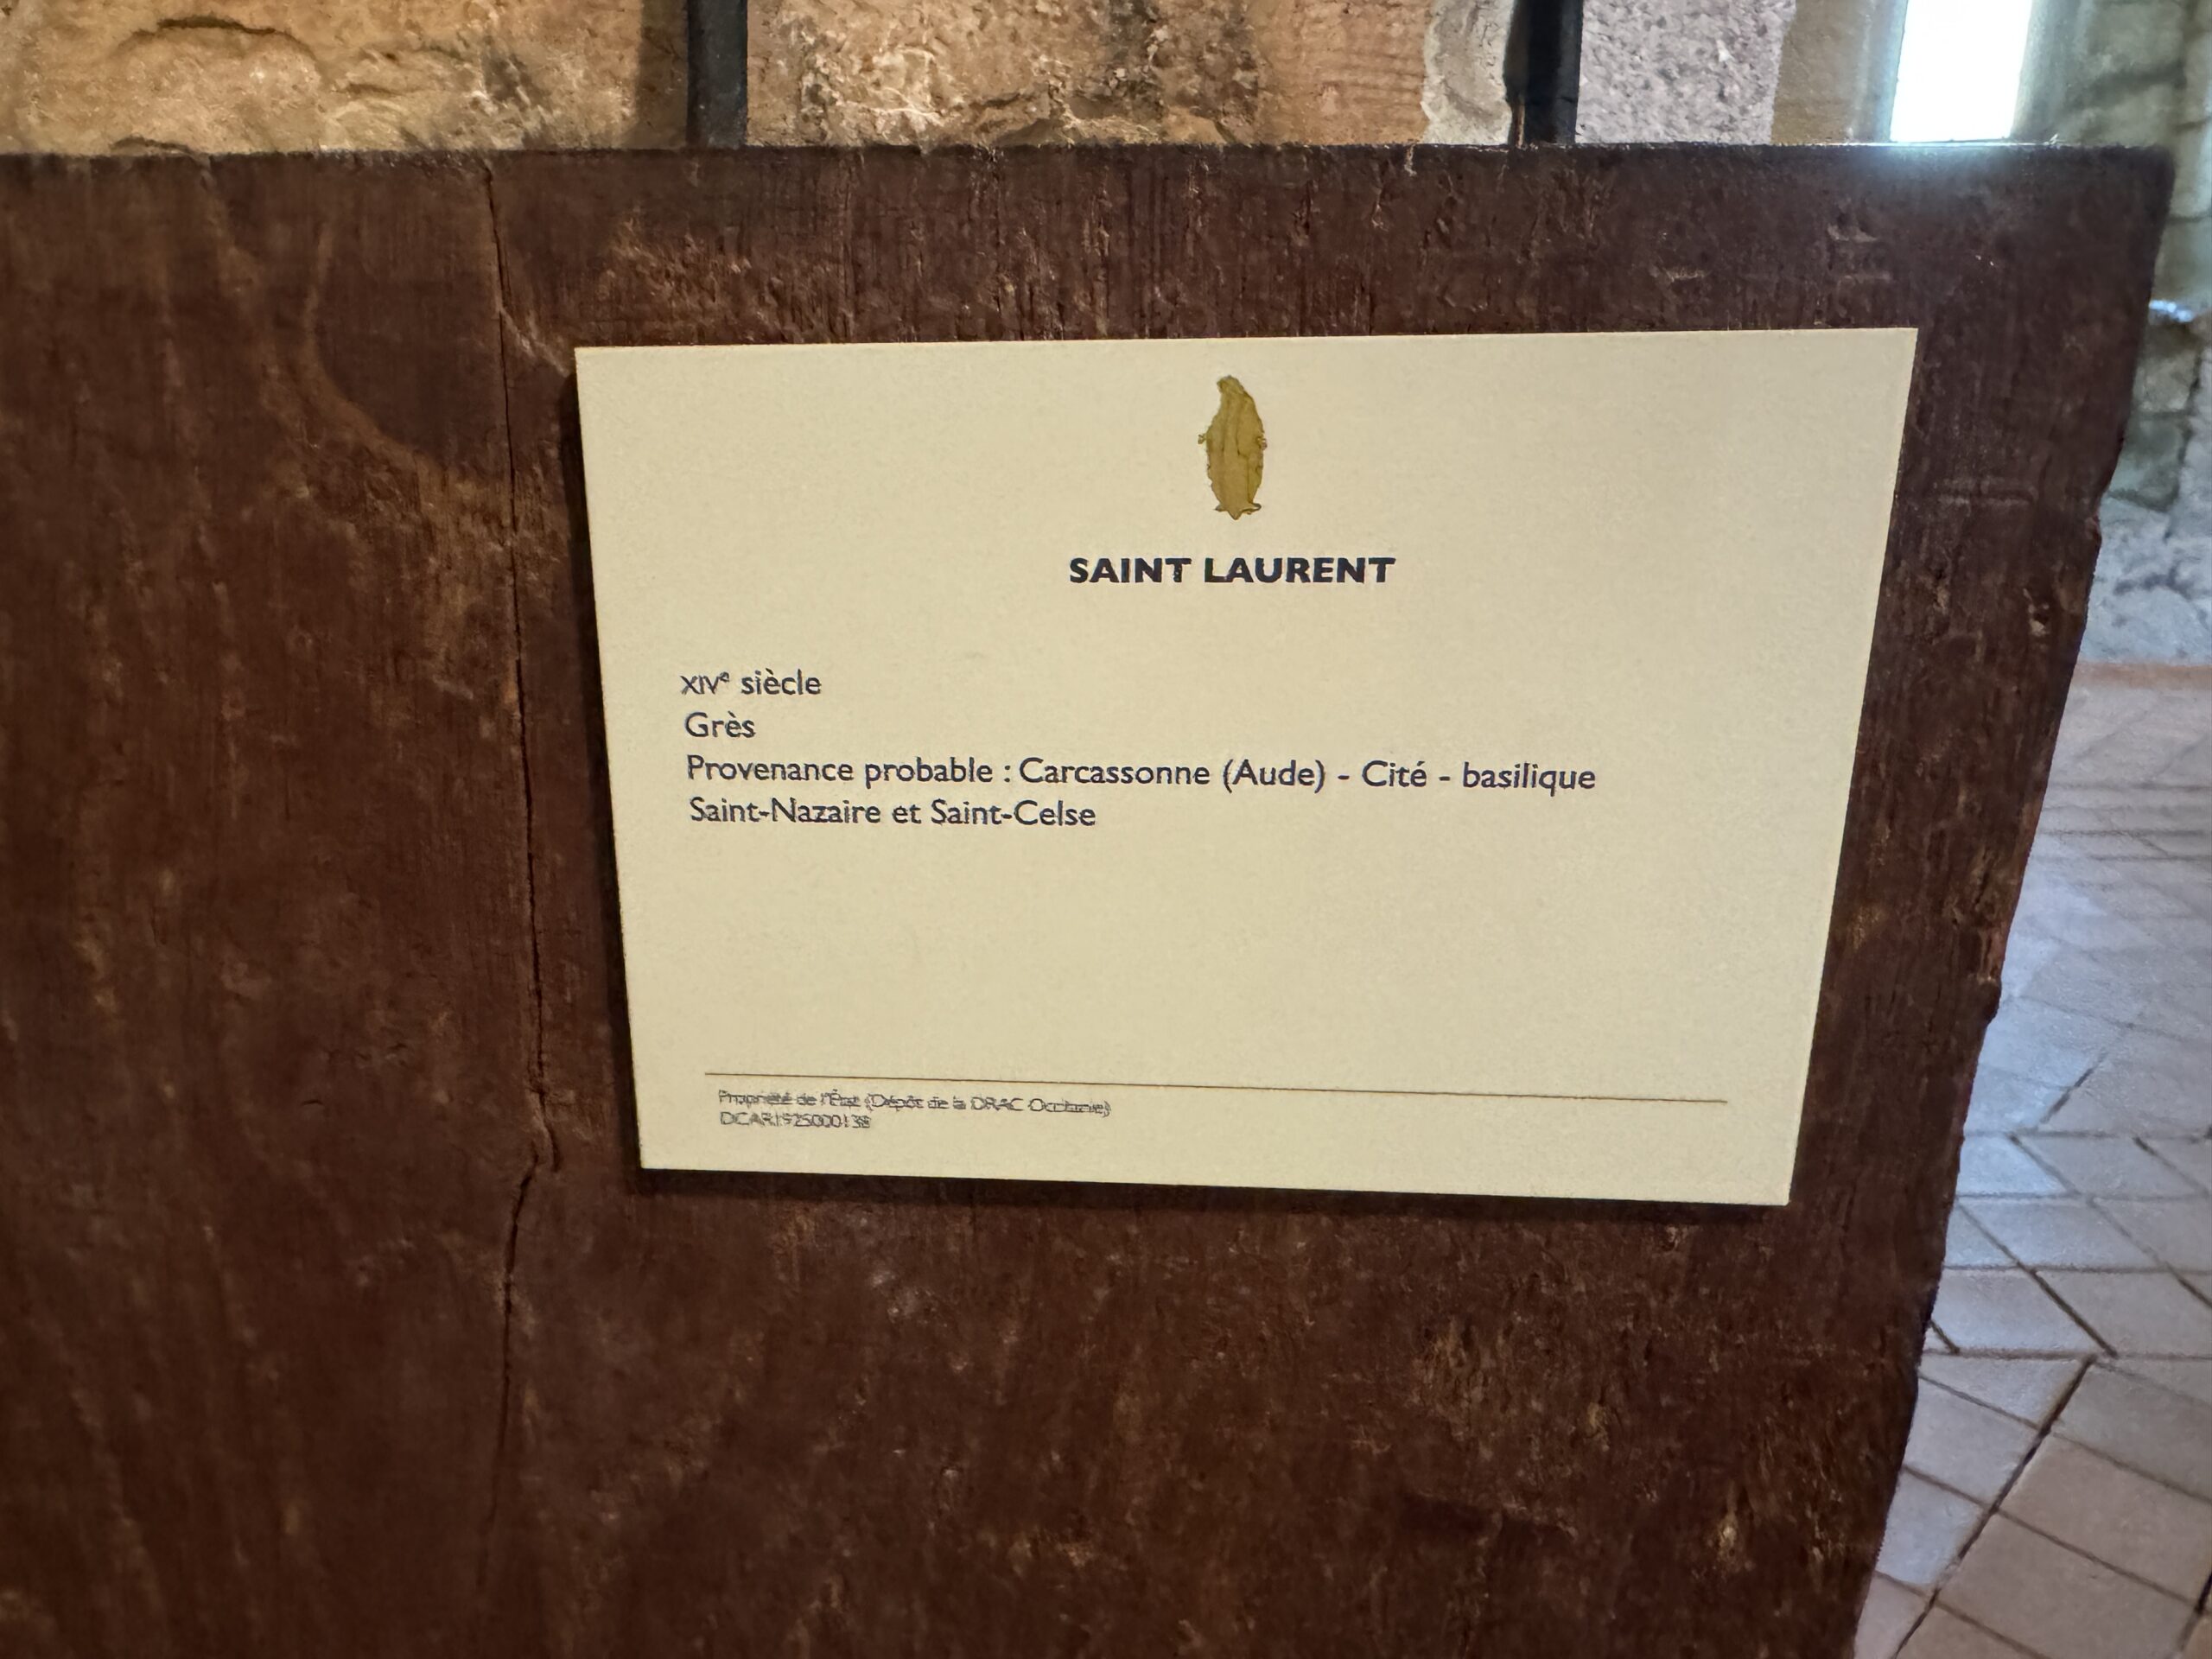 SAINT LAURENT
XIVe siècle
Grès
Provenance probable : Carcassonne (Aude) - Cité - basilique
Saint-Nazaire et Saint-Celse
Propriété de l'État (Dépôt de la DRAC Occitanie)